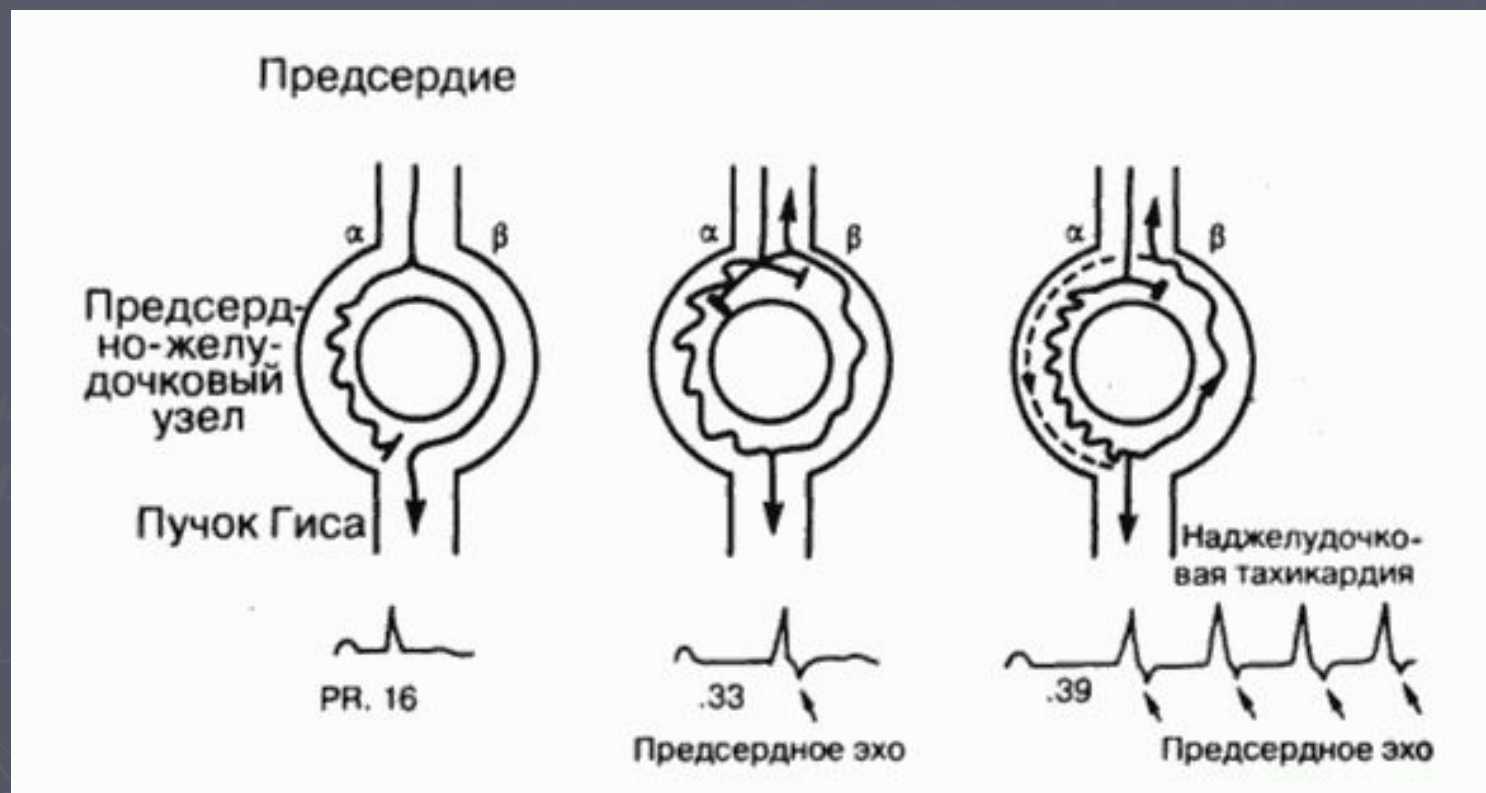 Предсердие
α
β
α
β
α
β
Предсерд-
но-желу-
дочковый
узел
Пучок Гиса
Наджелудочко-
вая тахикардия
PR. 16
.33
.39
Предсердное эхо
Предсердное эхо